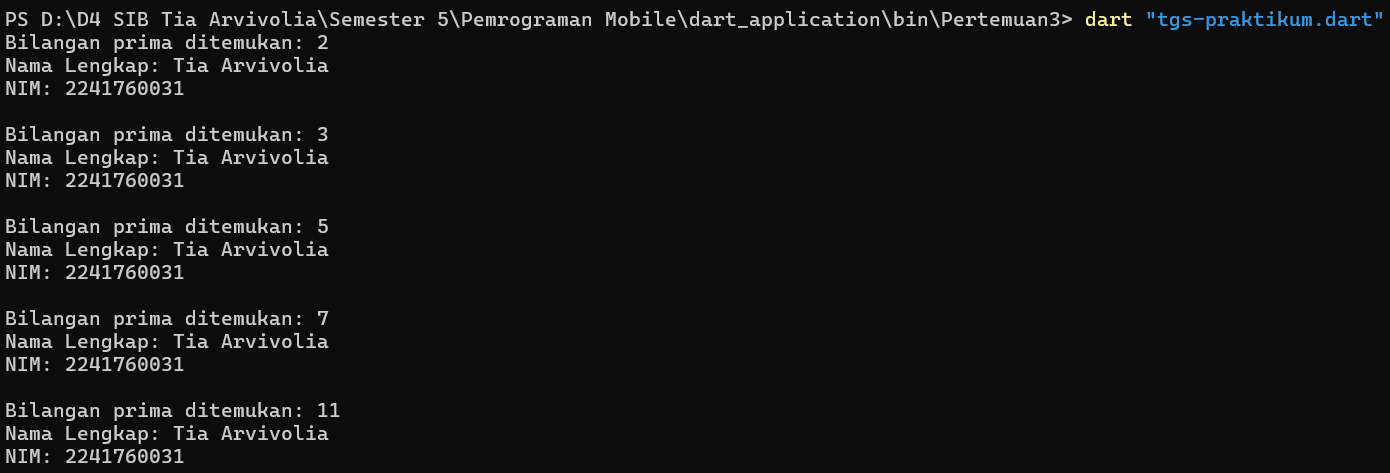 PS D:\D4 SIB Tia Arvivolia\Semester 5\Pemrograman Mobile\dart_application\bin\Pertemuan3> dart "tgs-praktikum.dart"
Bilangan prima ditemukan: 2
Nama Lengkap: Tia Arvivolia
NIM: 2241760031
Bilangan prima ditemukan: 3
Nama Lengkap: Tia Arvivolia
NIM: 2241760031
Bilangan prima ditemukan: 5
Nama Lengkap: Tia Arvivolia
NIM: 2241760031
Bilangan prima ditemukan: 7
Nama Lengkap: Tia Arvivolia
NIM: 2241760031
Bilangan prima ditemukan: 11
Nama Lengkap: Tia Arvivolia
NIM: 2241760031